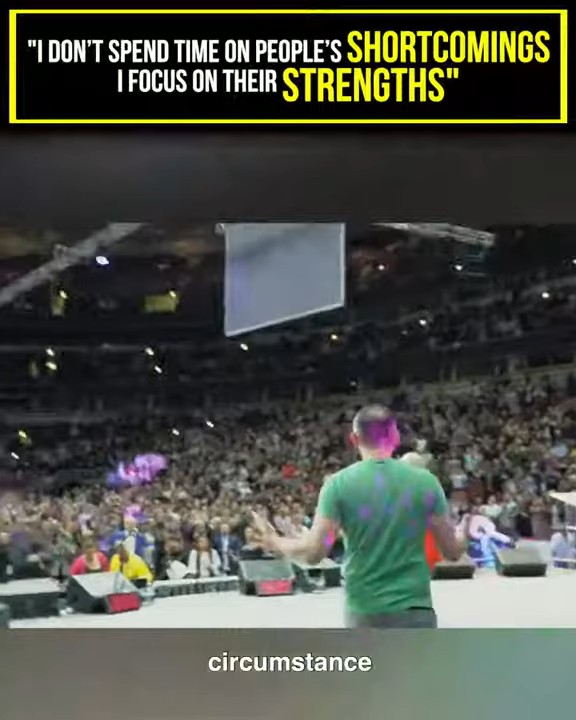 "I DON'T SPEND TIME ON PEOPLE'S SHORTCOMINGS
I FOCUS ON THEIR STRENGTHS"
circumstance